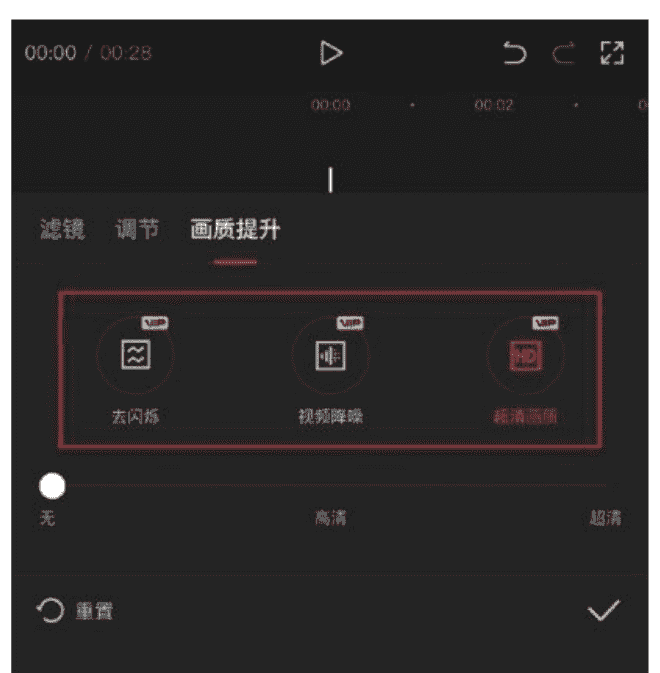 00:00 / 00:28
00:00 · 00:02 ·
滤镜 调节 画质提升
VIP VIP VIP
HD
去闪烁 视频降噪 超清画质
无 高清 超清
重置